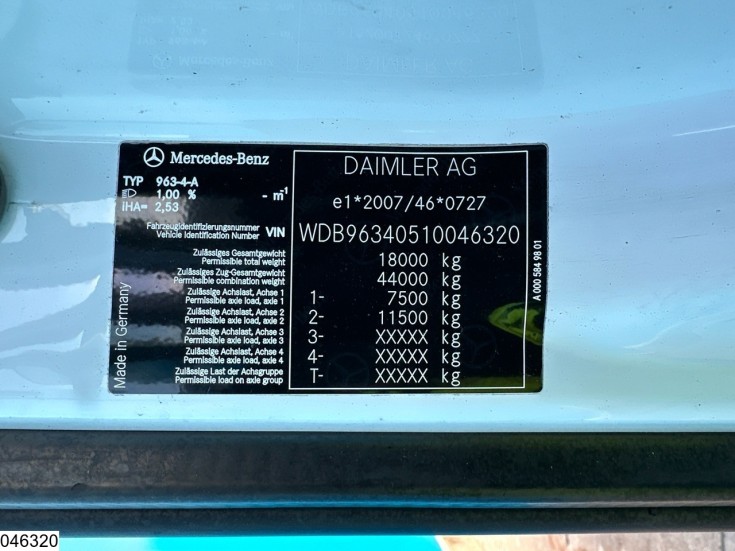 Mercedes-Benz
TYP 963-4-A
1,00 % - m⁻¹
iHA= 2,53
Fahrzeugidentifizierungsnummer
Vehicle Identification Number VIN
Zulässiges Gesamtgewicht
Permissible total weight
Zulässiges Zug-Gesamtgewicht
Permissible combination weight
Zulässige Achslast, Achse 1
Permissible axle load, axle 1
Zulässige Achslast, Achse 2
Permissible axle load, axle 2
Zulässige Achslast, Achse 3
Permissible axle load, axle 3
Zulässige Achslast, Achse 4
Permissible axle load, axle 4
Zulässige Last der Achsgruppe
Permissible load on axle group
Made in Germany
DAIMLER AG
e1*2007/46*0727
WDB96340510046320
18000 kg
44000 kg
1- 7500 kg
2- 11500 kg
3- XXXXX kg
4- XXXXX kg
T- XXXXX kg
A 000 584 98 01
046320